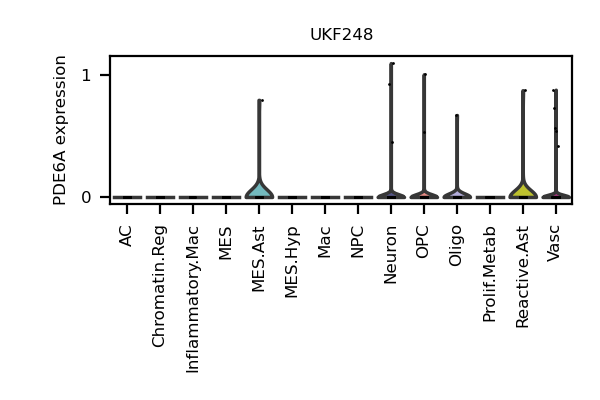 UKF248
PDE6A expression
1
0
AC
Chromatin.Reg
Inflammatory.Mac
MES
MES.Ast
MES.Hyp
Mac
NPC
Neuron
OPC
Oligo
Prolif.Metab
Reactive.Ast
Vasc